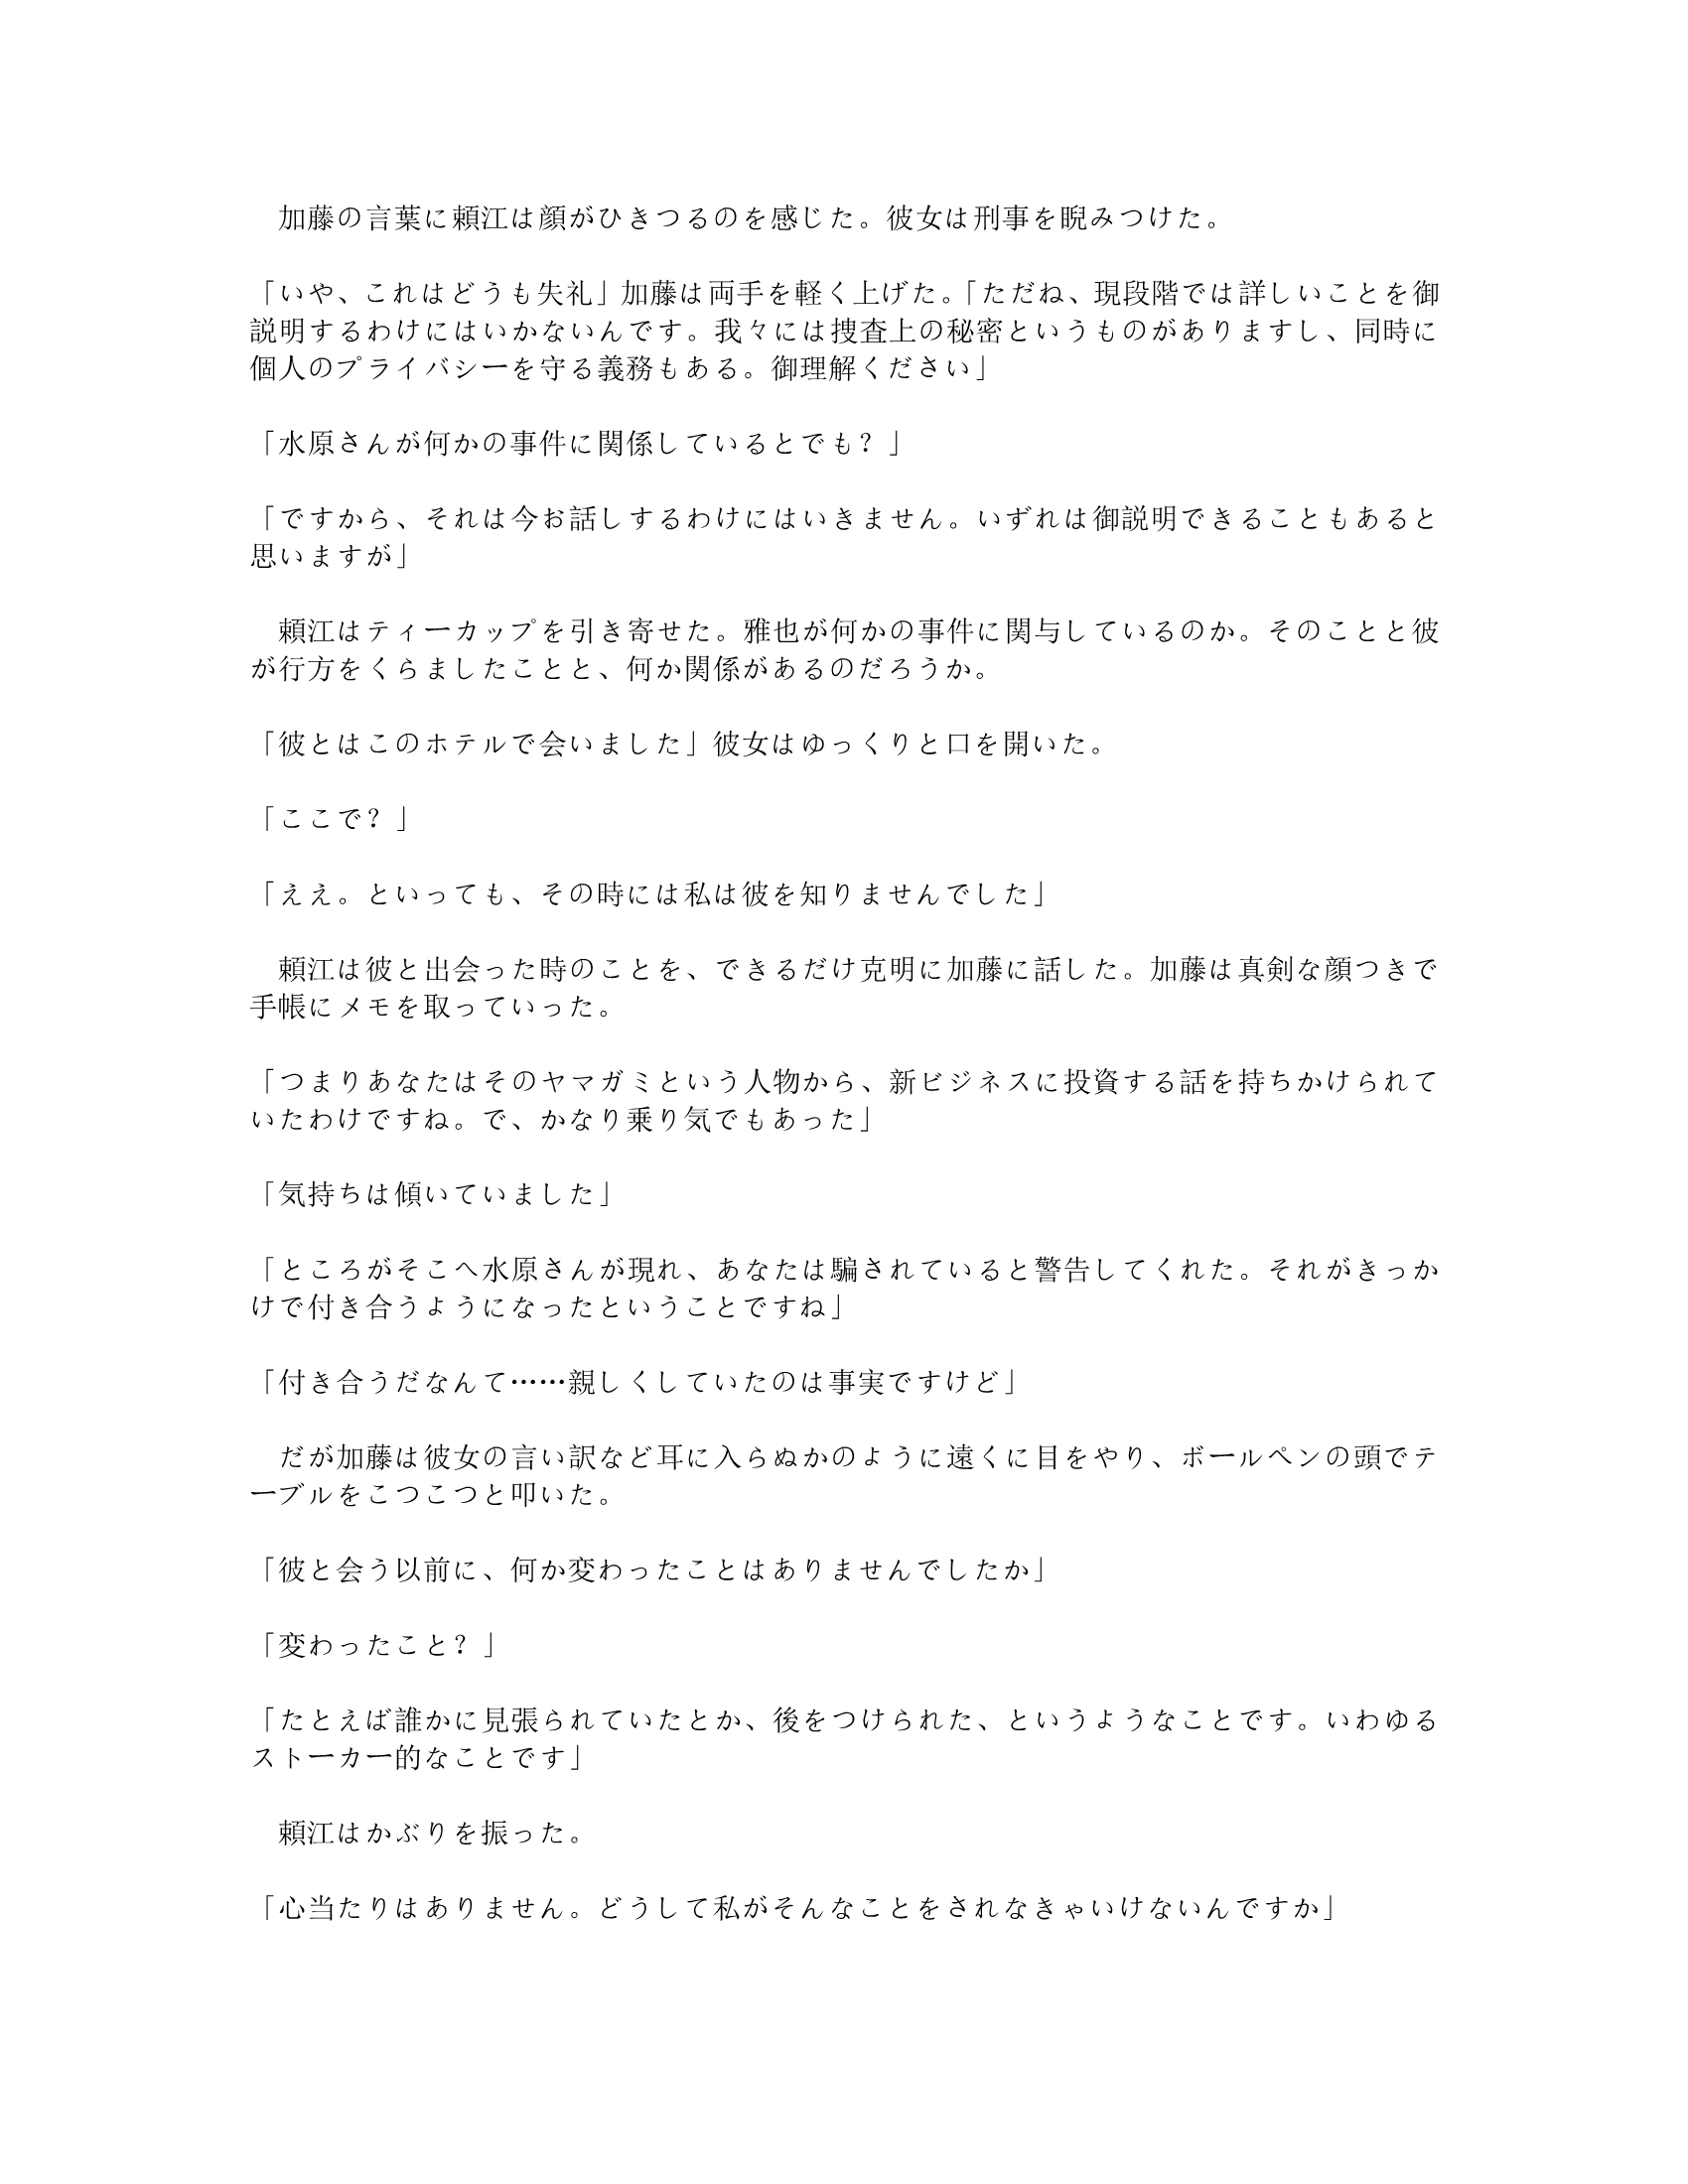 加藤の言葉に頼江は顔がひきつるのを感じた。彼女は刑事を睨みつけた。
「いや、これはどうも失礼」加藤は両手を軽く上げた。「ただね、現段階では詳しいことを御
説明するわけにはいかないんです。我々には捜査上の秘密というものがありますし、同時に
個人のプライバシーを守る義務もある。御理解ください」
「水原さんが何かの事件に関係しているとでも？」
「ですから、それは今お話しするわけにはいきません。いずれは御説明できることもあると
思いますが」
　頼江はティーカップを引き寄せた。雅也が何かの事件に関与しているのか。そのことと彼
が行方をくらましたことと、何か関係があるのだろうか。
「彼とはこのホテルで会いました」彼女はゆっくりと口を開いた。
「ここで？」
「ええ。といっても、その時には私は彼を知りませんでした」
　頼江は彼と出会った時のことを、できるだけ克明に加藤に話した。加藤は真剣な顔つきで
手帳にメモを取っていった。
「つまりあなたはそのヤマガミという人物から、新ビジネスに投資する話を持ちかけられて
いたわけですね。で、かなり乗り気でもあった」
「気持ちは傾いていました」
「ところがそこへ水原さんが現れ、あなたは騙されていると警告してくれた。それがきっか
けで付き合うようになったということですね」
「付き合うだなんて……親しくしていたのは事実ですけど」
　だが加藤は彼女の言い訳など耳に入らぬかのように遠くに目をやり、ボールペンの頭でテ
ーブルをこつこつと叩いた。
「彼と会う以前に、何か変わったことはありませんでしたか」
「変わったこと？」
「たとえば誰かに見張られていたとか、後をつけられた、というようなことです。いわゆる
ストーカー的なことです」
　頼江はかぶりを振った。
「心当たりはありません。どうして私がそんなことをされなきゃいけないんですか」